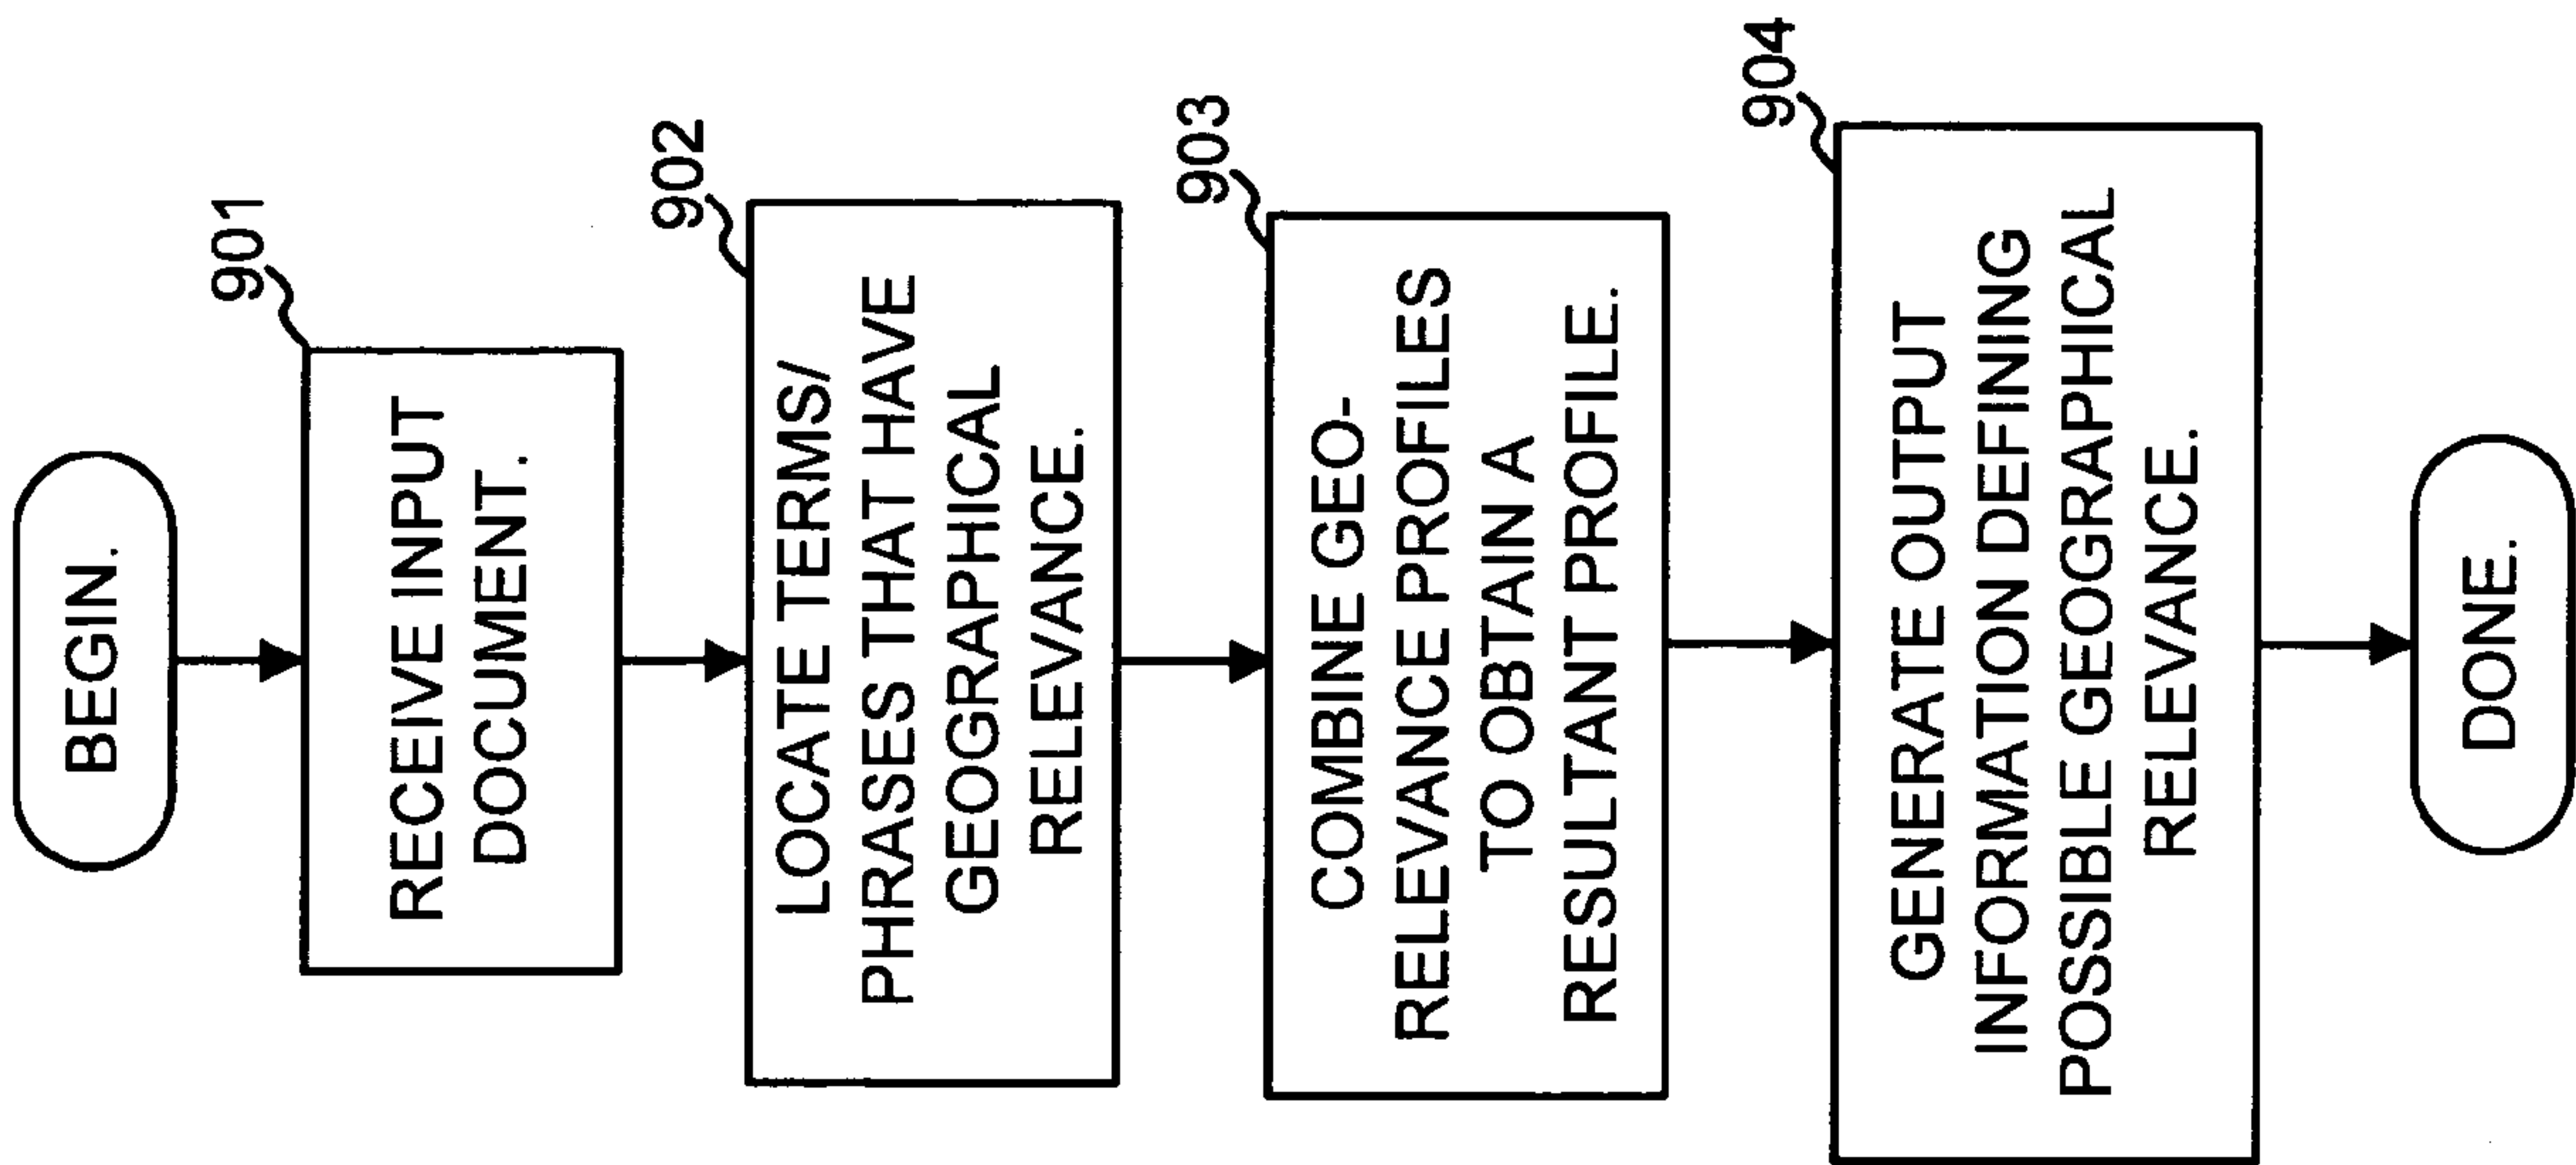 BEGIN.
901
RECEIVE INPUT
DOCUMENT.
902
LOCATE TERMS/
PHRASES THAT HAVE
GEOGRAPHICAL
RELEVANCE.
903
COMBINE GEO-
RELEVANCE PROFILES
TO OBTAIN A
RESULTANT PROFILE.
904
GENERATE OUTPUT
INFORMATION DEFINING
POSSIBLE GEOGRAPHICAL
RELEVANCE.
DONE.